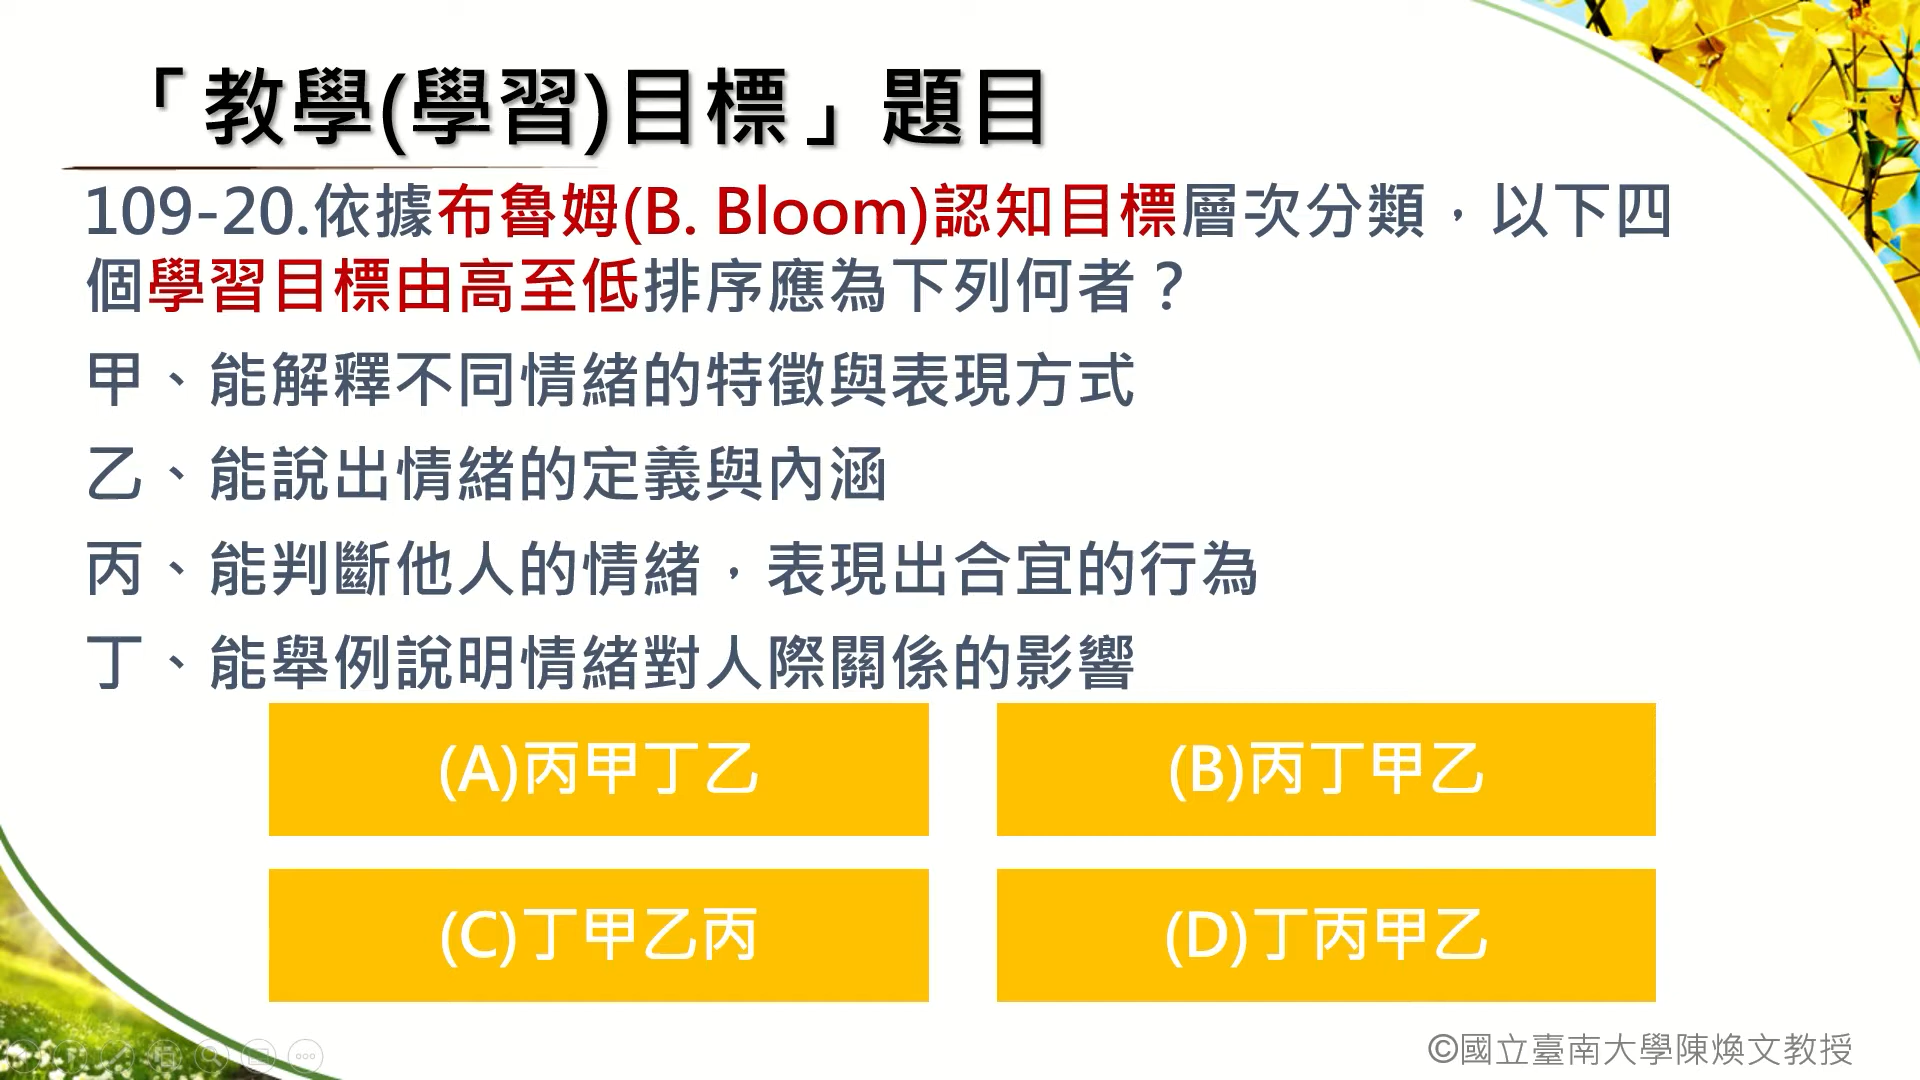 「教學(學習)目標」題目
109-20.依據布魯姆(B. Bloom)認知目標層次分類，以下四
個學習目標由高至低排序應為下列何者？
甲、能解釋不同情緒的特徵與表現方式
乙、能說出情緒的定義與內涵
丙、能判斷他人的情緒，表現出合宜的行為
丁、能舉例說明情緒對人際關係的影響
(A)丙甲丁乙
(B)丙丁甲乙
(C)丁甲乙丙
(D)丁丙甲乙
©國立臺南大學陳煥文教授